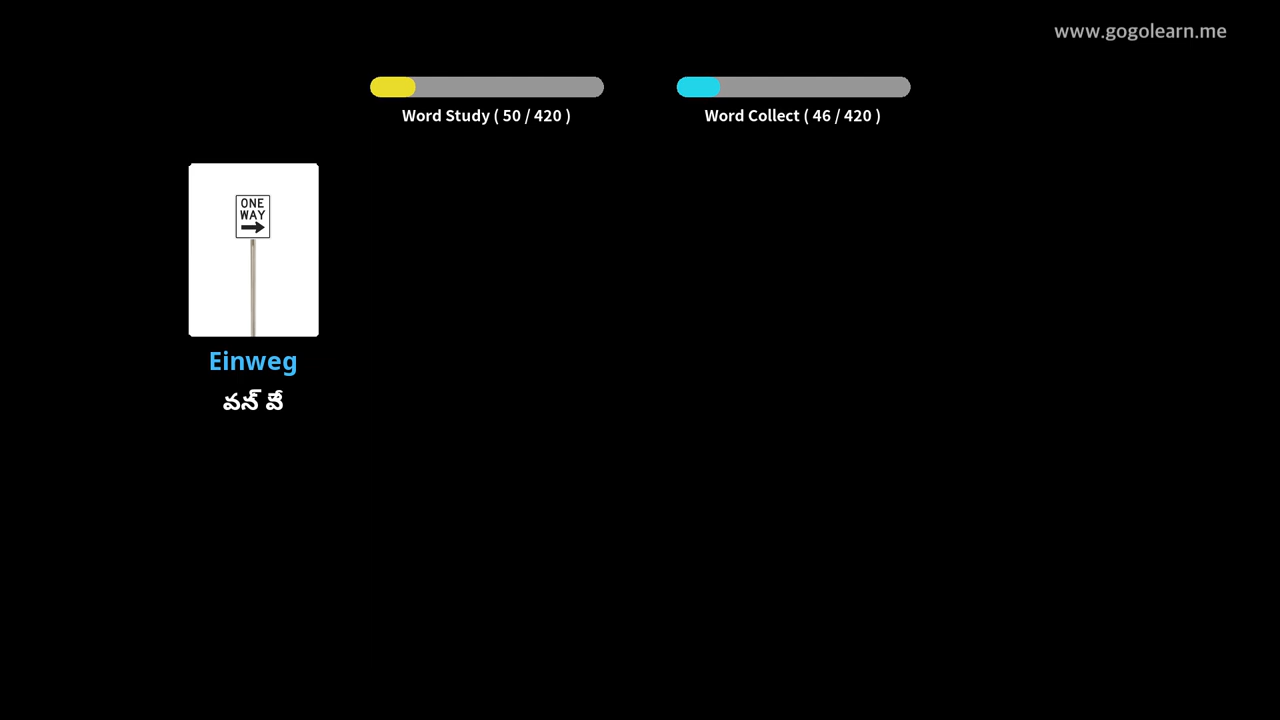 www.gogolearn.me
Word Study ( 50 / 420 )
Word Collect ( 46 / 420 )
ONE
WAY
Einweg
వన్ వే